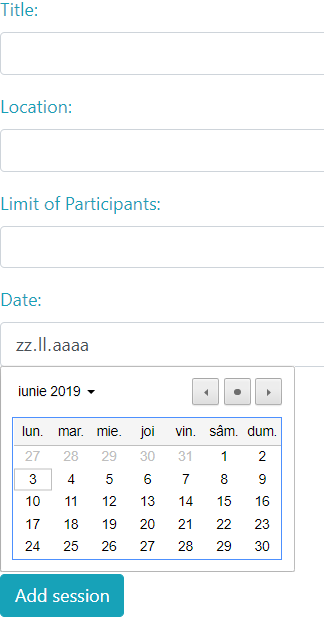 Title:
Location:
Limit of Participants:
Date:
zz.ll.aaaa
iunie 2019
lun. mar. mie. joi vin. sâm. dum.
27 28 29 30 31 1 2
3 4 5 6 7 8 9
10 11 12 13 14 15 16
17 18 19 20 21 22 23
24 25 26 27 28 29 30
Add session